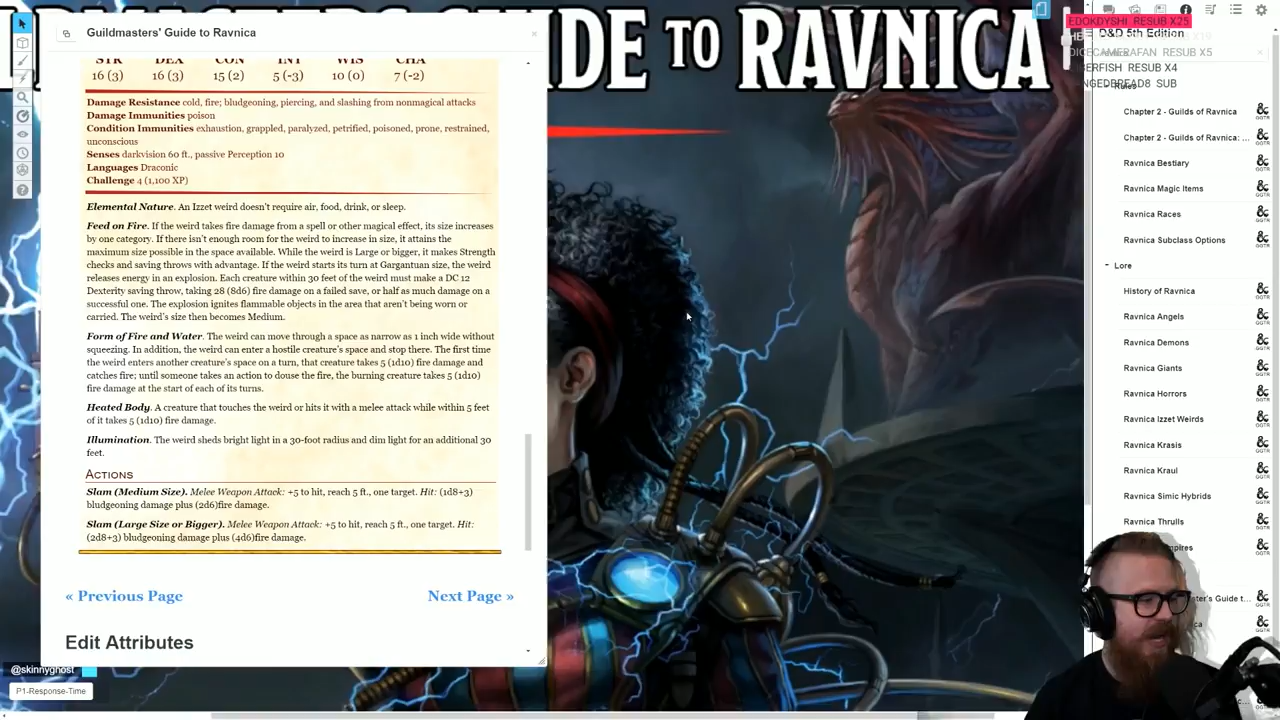 GUIDE TO RAVNICA
Guildmasters' Guide to Ravnica
STR DEX CON INT WIS CHA
16 (3) 16 (3) 15 (2) 5 (-3) 10 (0) 7 (-2)
Damage Resistance cold, fire; bludgeoning, piercing, and slashing from nonmagical attacks
Damage Immunities poison
Condition Immunities exhaustion, grappled, paralyzed, petrified, poisoned, prone, restrained,
unconscious
Senses darkvision 60 ft., passive Perception 10
Languages Draconic
Challenge 4 (1,100 XP)
Elemental Nature. An Izzet weird doesn't require air, food, drink, or sleep.
Feed on Fire. If the weird takes fire damage from a spell or other magical effect, its size increases
by one category. If there isn't enough room for the weird to increase in size, it attains the
maximum size possible in the space available. While the weird is Large or bigger, it makes Strength
checks and saving throws with advantage. If the weird starts its turn at Gargantuan size, the weird
releases energy in an explosion. Each creature within 30 feet of the weird must make a DC 12
Dexterity saving throw, taking 28 (8d6) fire damage on a failed save, or half as much damage on a
successful one. The explosion ignites flammable objects in the area that aren't being worn or
carried. The weird's size then becomes Medium.
Form of Fire and Water. The weird can move through a space as narrow as 1 inch wide without
squeezing. In addition, the weird can enter a hostile creature's space and stop there. The first time
the weird enters another creature's space on a turn, that creature takes 5 (1d10) fire damage and
catches fire; until someone takes an action to douse the fire, the burning creature takes 5 (1d10)
fire damage at the start of each of its turns.
Heated Body. A creature that touches the weird or hits it with a melee attack while within 5 feet
of it takes 5 (1d10) fire damage.
Illumination. The weird sheds bright light in a 30-foot radius and dim light for an additional 30
feet.
Actions
Slam (Medium Size). Melee Weapon Attack: +5 to hit, reach 5 ft., one target. Hit: (1d8+3)
bludgeoning damage plus (2d6)fire damage.
Slam (Large Size or Bigger). Melee Weapon Attack: +5 to hit, reach 5 ft., one target. Hit:
(2d8+3) bludgeoning damage plus (4d6)fire damage.
« Previous Page Next Page »
Edit Attributes
@skinnyghost
P1-Response-Time
EDOKDYSHI RESUB X25
D&D 5th Edition
DICECAMERAFAN RESUB X5
BERFISH RESUB X4
NGEDBREAD8 SUB
Rules
Chapter 2 - Guilds of Ravnica
Chapter 2 - Guilds of Ravnica: ...
Ravnica Bestiary
Ravnica Magic Items
Ravnica Races
Ravnica Subclass Options
Lore
History of Ravnica
Ravnica Angels
Ravnica Demons
Ravnica Giants
Ravnica Horrors
Ravnica Izzet Weirds
Ravnica Krasis
Ravnica Kraul
Ravnica Simic Hybrids
Ravnica Thrulls